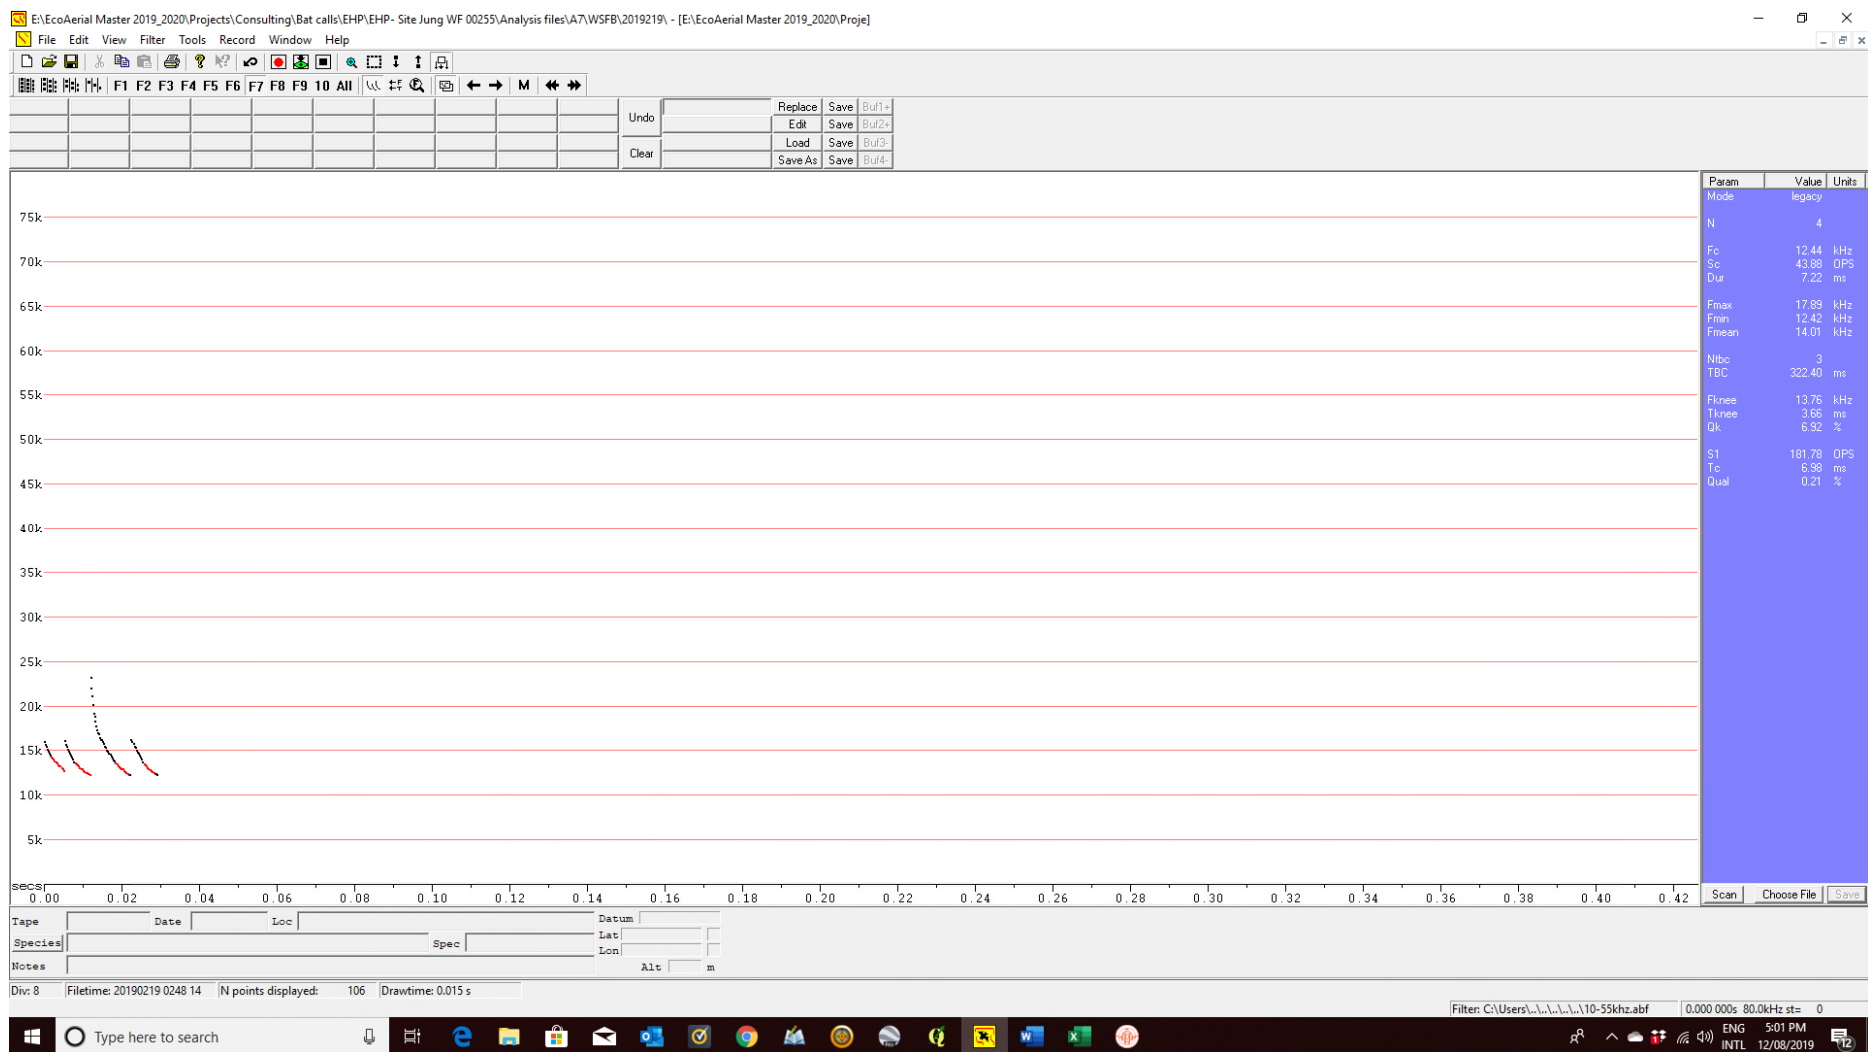 E:\EcoAerial Master 2019_2020\Projects\Consulting\Bat calls\EHP\EHP- Site Jung WF 00255\Analysis files\A7\WSFB\2019219\ - [E:\EcoAerial Master 2019_2020\Proje]
File Edit View Filter Tools Record Window Help
F1 F2 F3 F4 F5 F6 F7 F8 F9 10 All M
Undo Replace Save Buf1+
Edit Save Buf2+
Clear Load Save Buf3-
Save As Save Buf4-
Param Value Units
Mode legacy
N 4
Fc 12.44 kHz
Sc 43.88 OPS
Dur 7.22 ms
Fmax 17.89 kHz
Fmin 12.42 kHz
Fmean 14.01 kHz
Ntbc 3
TBC 322.40 ms
Fknee 13.76 kHz
Tknee 3.66 ms
Qk 6.92 %
S1 181.78 OPS
Tc 6.98 ms
Qual 0.21 %
75k
70k
65k
60k
55k
50k
45k
40k
35k
30k
25k
20k
15k
10k
5k
secs
0.00 0.02 0.04 0.06 0.08 0.10 0.12 0.14 0.16 0.18 0.20 0.22 0.24 0.26 0.28 0.30 0.32 0.34 0.36 0.38 0.40 0.42
Scan Choose File Save
Tape Date Loc Datum
Species Spec Lat
Lon
Notes Alt m
Div: 8 Filetime: 20190219 0248 14 N points displayed: 106 Drawtime: 0.015 s
Filter: C:\Users\..\..\..\..\..\10-55khz.abf 0.000 000s 80.0kHz st= 0
Type here to search
ENG
INTL
5:01 PM
12/08/2019
12